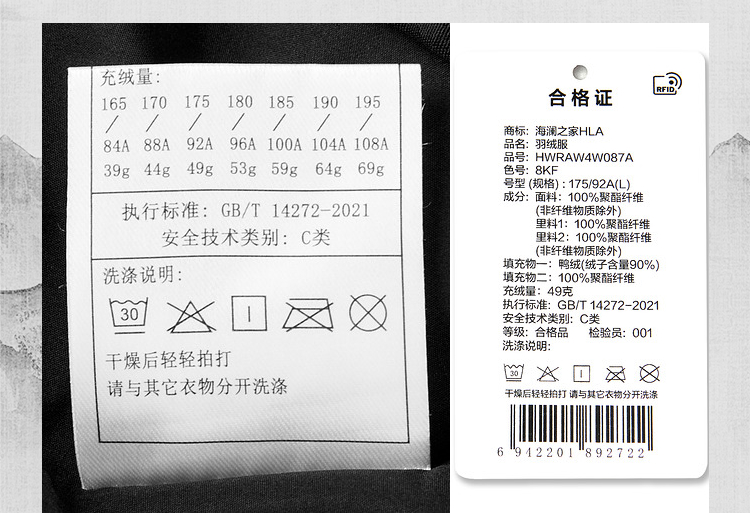 充绒量:
165 170 175 180 185 190 195
/ / / / / / /
84A 88A 92A 96A 100A 104A 108A
39g 44g 49g 53g 59g 64g 69g
执行标准: GB/T 14272-2021
安全技术类别: C类
洗涤说明:
30
干燥后轻轻拍打
请与其它衣物分开洗涤
RFID
合格证
商标: 海澜之家HLA
品名: 羽绒服
品号: HWRAW4W087A
色号: 8KF
号型(规格): 175/92A(L)
成分: 面料: 100%聚酯纤维
(非纤维物质除外)
里料1: 100%聚酯纤维
里料2: 100%聚酯纤维
(非纤维物质除外)
填充物一: 鸭绒(绒子含量90%)
填充物二: 100%聚酯纤维
充绒量: 49克
执行标准: GB/T 14272-2021
安全技术类别: C类
等级: 合格品 检验员: 001
洗涤说明:
30
干燥后轻轻拍打 请与其它衣物分开洗涤
6 942201 892722